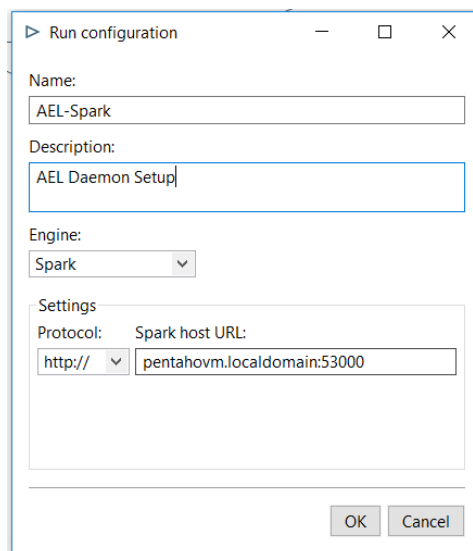 Run configuration
Name:
AEL-Spark
Description:
AEL Daemon Setup
Engine:
Spark
Settings
Protocol: Spark host URL:
http:// pentahovm.localdomain:53000
OK Cancel